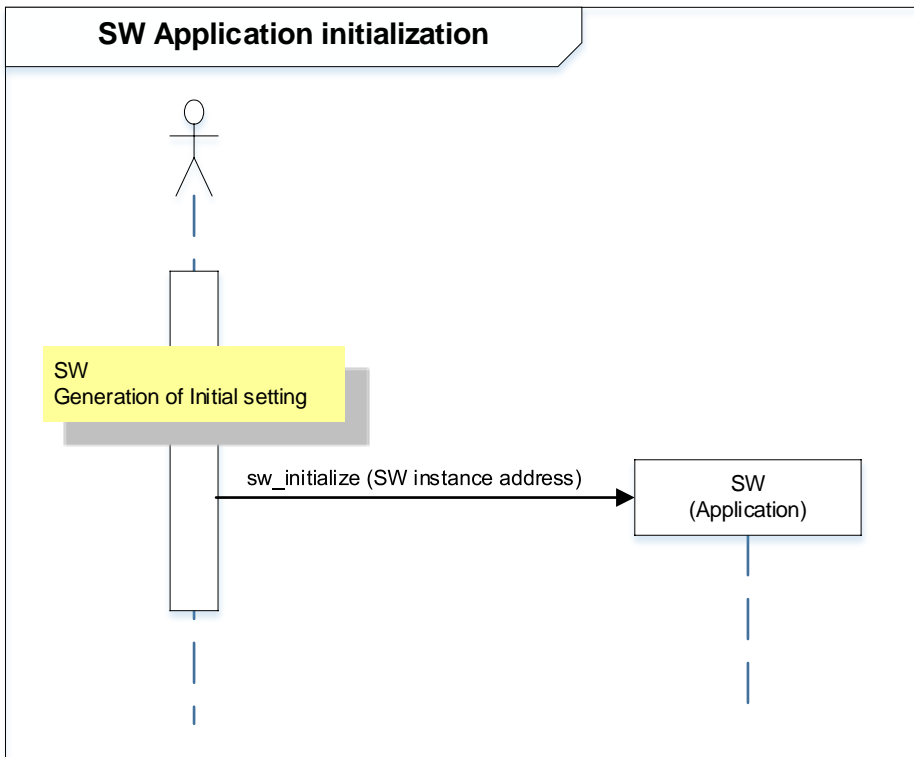 SW Application initialization
SW
Generation of Initial setting
sw_initialize (SW instance address)
SW
(Application)